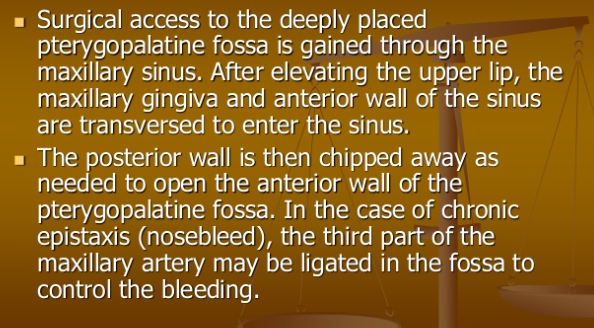 Surgical access to the deeply placed
pterygopalatine fossa is gained through the
maxillary sinus. After elevating the upper lip, the
maxillary gingiva and anterior wall of the sinus
are transversed to enter the sinus.
The posterior wall is then chipped away as
needed to open the anterior wall of the
pterygopalatine fossa. In the case of chronic
epistaxis (nosebleed), the third part of the
maxillary artery may be ligated in the fossa to
control the bleeding.